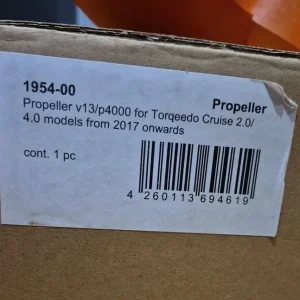 1954-00
Propeller
Propeller v13/p4000 for Torqeedo Cruise 2.0/
4.0 models from 2017 onwards
cont. 1 pc
4 260113 694619